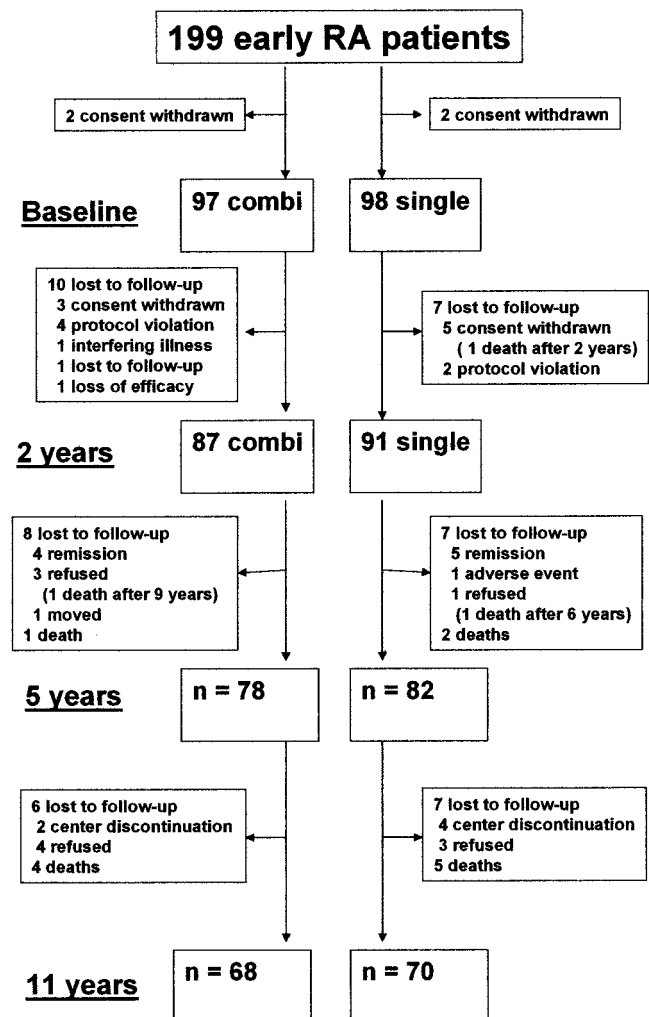 199 early RA patients
2 consent withdrawn
2 consent withdrawn
Baseline
97 combi
98 single
10 lost to follow-up
3 consent withdrawn
4 protocol violation
1 interfering illness
1 lost to follow-up
1 loss of efficacy
7 lost to follow-up
5 consent withdrawn
( 1 death after 2 years)
2 protocol violation
2 years
87 combi
91 single
8 lost to follow-up
4 remission
3 refused
(1 death after 9 years)
1 moved
1 death
7 lost to follow-up
5 remission
1 adverse event
1 refused
(1 death after 6 years)
2 deaths
5 years
n = 78
n = 82
6 lost to follow-up
2 center discontinuation
4 refused
4 deaths
7 lost to follow-up
4 center discontinuation
3 refused
5 deaths
11 years
n = 68
n = 70